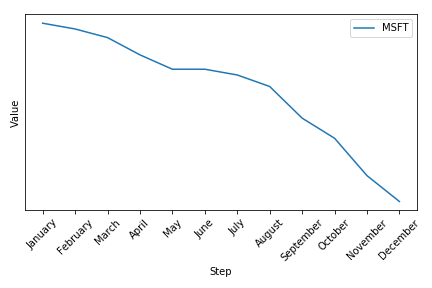 MSFT
Value
January
February
March
April
May
June
July
August
September
October
November
December
Step